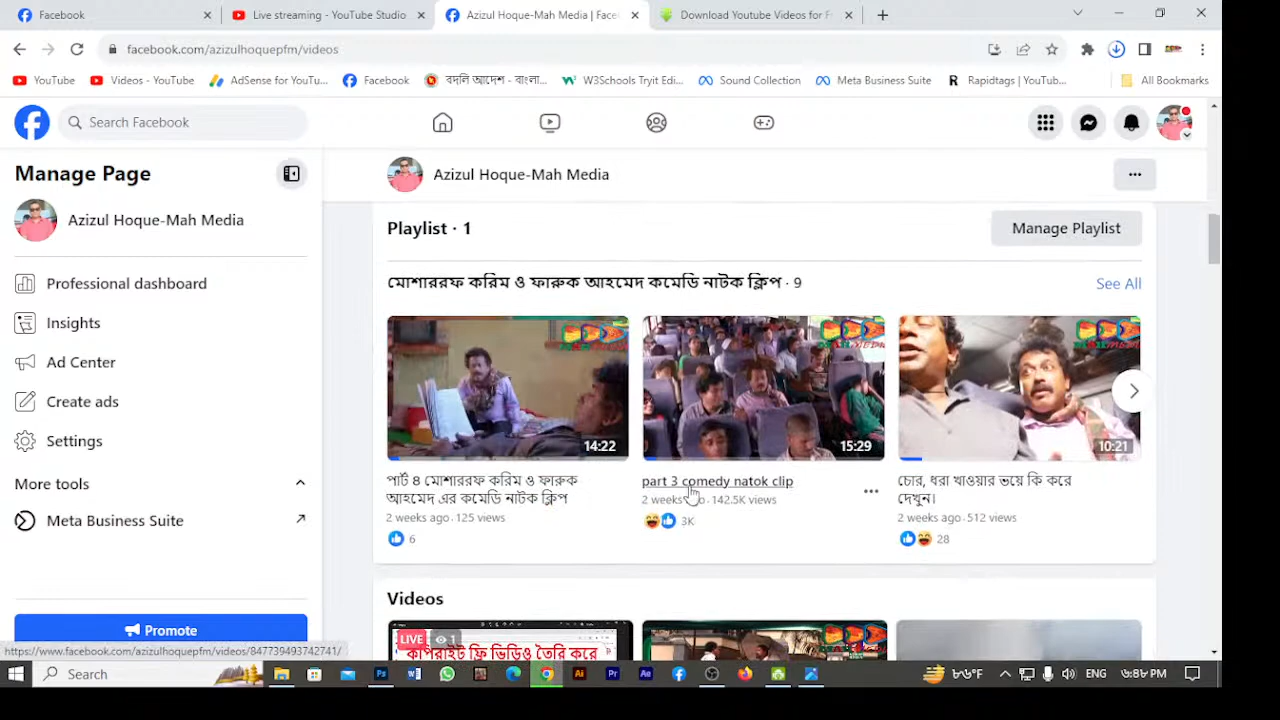 Facebook
Live streaming - YouTube Studio
Azizul Hoque-Mah Media | Face
Download Youtube Videos for F
facebook.com/azizulhoquepfm/videos
YouTube
Videos - YouTube
AdSense for YouTu...
Facebook
বদলি আদেশ - বাংলা...
W3Schools Tryit Edi...
Sound Collection
Meta Business Suite
Rapidtags | YouTub...
All Bookmarks
Search Facebook
Manage Page
Azizul Hoque-Mah Media
Azizul Hoque-Mah Media
Professional dashboard
Insights
Ad Center
Create ads
Settings
More tools
Meta Business Suite
Promote
Playlist · 1
Manage Playlist
মোশাররফ করিম ও ফারুক আহমেদ কমেডি নাটক ক্লিপ · 9
See All
14:22
15:29
10:21
পার্ট ৪ মোশাররফ করিম ও ফারুক
আহমেদ এর কমেডি নাটক ক্লিপ
2 weeks ago · 125 views
6
part 3 comedy natok clip
2 weeks · 142.5K views
3K
চোর, ধরা খাওয়ার ভয়ে কি করে
দেখুন।
2 weeks ago · 512 views
28
Videos
LIVE
1
কপিরাইট ফ্রি ভিডিও তৈরি করে
https://www.facebook.com/azizulhoquepfm/videos/847739493742741/
Search
৮৬°F
ENG
৩:৪৮ PM